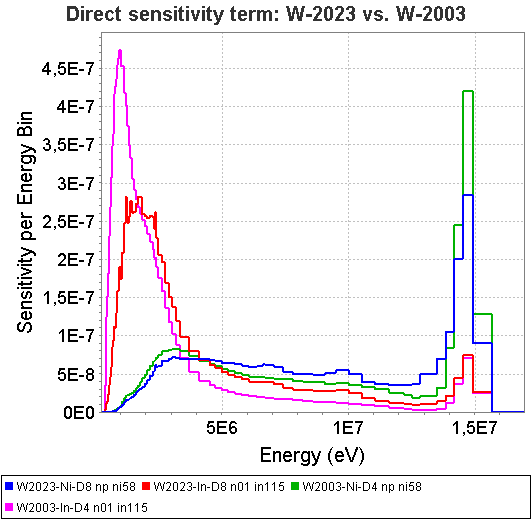 Direct sensitivity term: W-2023 vs. W-2003
Sensitivity per Energy Bin
4,5E-7
4E-7
3,5E-7
3E-7
2,5E-7
2E-7
1,5E-7
1E-7
5E-8
0E0
5E6 1E7 1,5E7
Energy (eV)
W2023-Ni-D8 np ni58 W2023-In-D8 n01 in115 W2003-Ni-D4 np ni58
W2003-In-D4 n01 in115